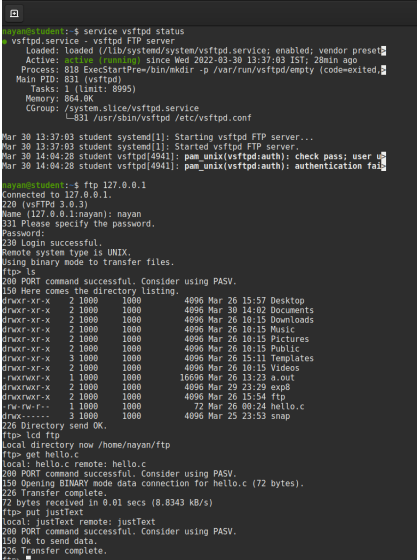 nayan@student:~$ service vsftpd status
● vsftpd.service - vsftpd FTP server
     Loaded: loaded (/lib/systemd/system/vsftpd.service; enabled; vendor preset>
     Active: active (running) since Wed 2022-03-30 13:37:03 IST; 28min ago
    Process: 818 ExecStartPre=/bin/mkdir -p /var/run/vsftpd/empty (code=exited,>
   Main PID: 831 (vsftpd)
      Tasks: 1 (limit: 8995)
     Memory: 864.0K
     CGroup: /system.slice/vsftpd.service
             └─831 /usr/sbin/vsftpd /etc/vsftpd.conf
Mar 30 13:37:03 student systemd[1]: Starting vsftpd FTP server...
Mar 30 13:37:03 student systemd[1]: Started vsftpd FTP server.
Mar 30 14:04:28 student vsftpd[4941]: pam_unix(vsftpd:auth): check pass; user u>
Mar 30 14:04:28 student vsftpd[4941]: pam_unix(vsftpd:auth): authentication fai>
nayan@student:~$ ftp 127.0.0.1
Connected to 127.0.0.1.
220 (vsFTPd 3.0.3)
Name (127.0.0.1:nayan): nayan
331 Please specify the password.
Password:
230 Login successful.
Remote system type is UNIX.
Using binary mode to transfer files.
ftp> ls
200 PORT command successful. Consider using PASV.
150 Here comes the directory listing.
drwxr-xr-x    2 1000     1000         4096 Mar 26 15:57 Desktop
drwxr-xr-x    2 1000     1000         4096 Mar 30 14:02 Documents
drwxr-xr-x    2 1000     1000         4096 Mar 26 10:15 Downloads
drwxr-xr-x    2 1000     1000         4096 Mar 26 10:15 Music
drwxr-xr-x    2 1000     1000         4096 Mar 26 10:15 Pictures
drwxr-xr-x    2 1000     1000         4096 Mar 26 10:15 Public
drwxr-xr-x    3 1000     1000         4096 Mar 26 15:11 Templates
drwxr-xr-x    2 1000     1000         4096 Mar 26 10:15 Videos
-rwxrwxr-x    1 1000     1000        16696 Mar 26 13:23 a.out
drwxrwxr-x    2 1000     1000         4096 Mar 29 23:29 exp8
drwxrwxr-x    2 1000     1000         4096 Mar 26 15:54 ftp
-rw-rw-r--    1 1000     1000           72 Mar 26 00:24 hello.c
drwx------    3 1000     1000         4096 Mar 25 23:53 snap
226 Directory send OK.
ftp> lcd ftp
Local directory now /home/nayan/ftp
ftp> get hello.c
local: hello.c remote: hello.c
200 PORT command successful. Consider using PASV.
150 Opening BINARY mode data connection for hello.c (72 bytes).
226 Transfer complete.
72 bytes received in 0.01 secs (8.8343 kB/s)
ftp> put justText
local: justText remote: justText
200 PORT command successful. Consider using PASV.
150 Ok to send data.
226 Transfer complete.
ftp>